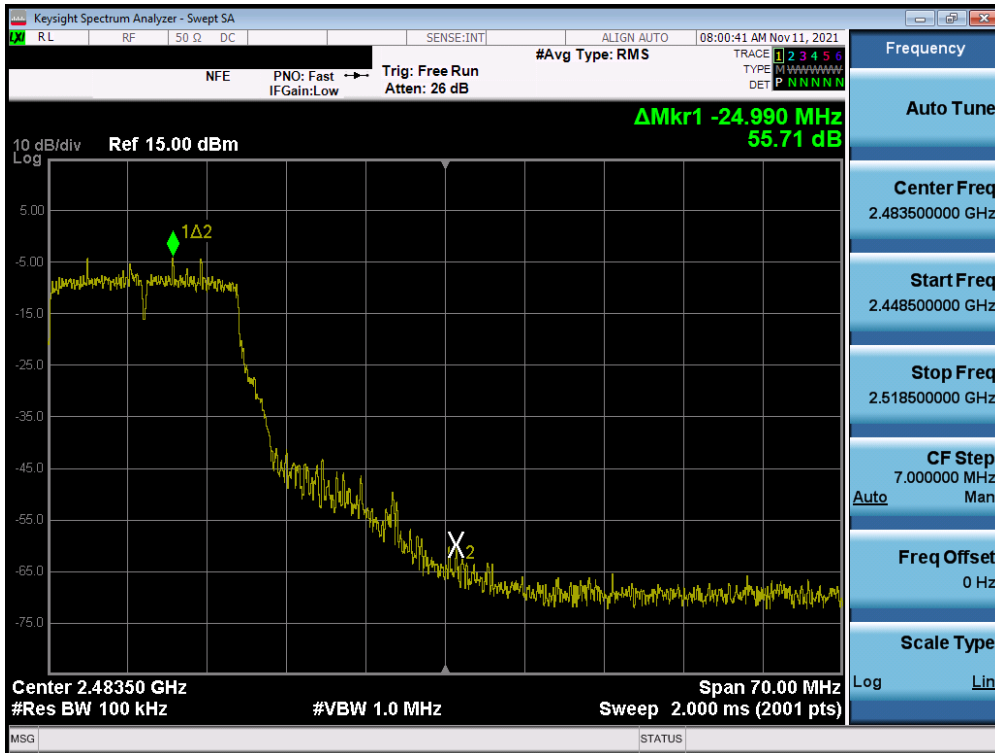 Keysight Spectrum Analyzer - Swept SA
LXI RL RF 50 Ω DC SENSE:INT ALIGN AUTO 08:00:41 AM Nov 11, 2021
#Avg Type: RMS
TRACE 1 2 3 4 5 6
NFE PNO: Fast Trig: Free Run
TYPE M WWWWW
IFGain:Low Atten: 26 dB
DET P N N N N N
ΔMkr1 -24.990 MHz
55.71 dB
10 dB/div Ref 15.00 dBm
Log
5.00
1Δ2
-5.00
-15.0
-25.0
-35.0
-45.0
-55.0
X2
-65.0
-75.0
Center 2.48350 GHz Span 70.00 MHz
#Res BW 100 kHz #VBW 1.0 MHz Sweep 2.000 ms (2001 pts)
MSG STATUS
Frequency
Auto Tune
Center Freq
2.483500000 GHz
Start Freq
2.448500000 GHz
Stop Freq
2.518500000 GHz
CF Step
7.000000 MHz
Auto Man
Freq Offset
0 Hz
Scale Type
Log Lin